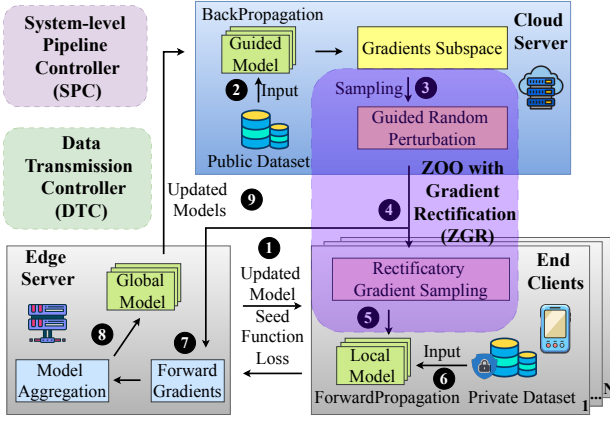 System-level
Pipeline
Controller
(SPC)
Data
Transmission
Controller
(DTC)
BackPropagation
Guided
Model
Gradients Subspace
Cloud
Server
2
Input
Sampling
3
Public Dataset
Guided Random
Perturbation
ZOO with
Gradient
Rectification
(ZGR)
Updated
Models
9
4
Edge
Server
Global
Model
1
Updated
Model
Seed
Function
Loss
Rectificatory
Gradient Sampling
End
Clients
5
8
7
Model
Aggregation
Forward
Gradients
Local
Model
Input
6
ForwardPropagation
Private Dataset
1...N